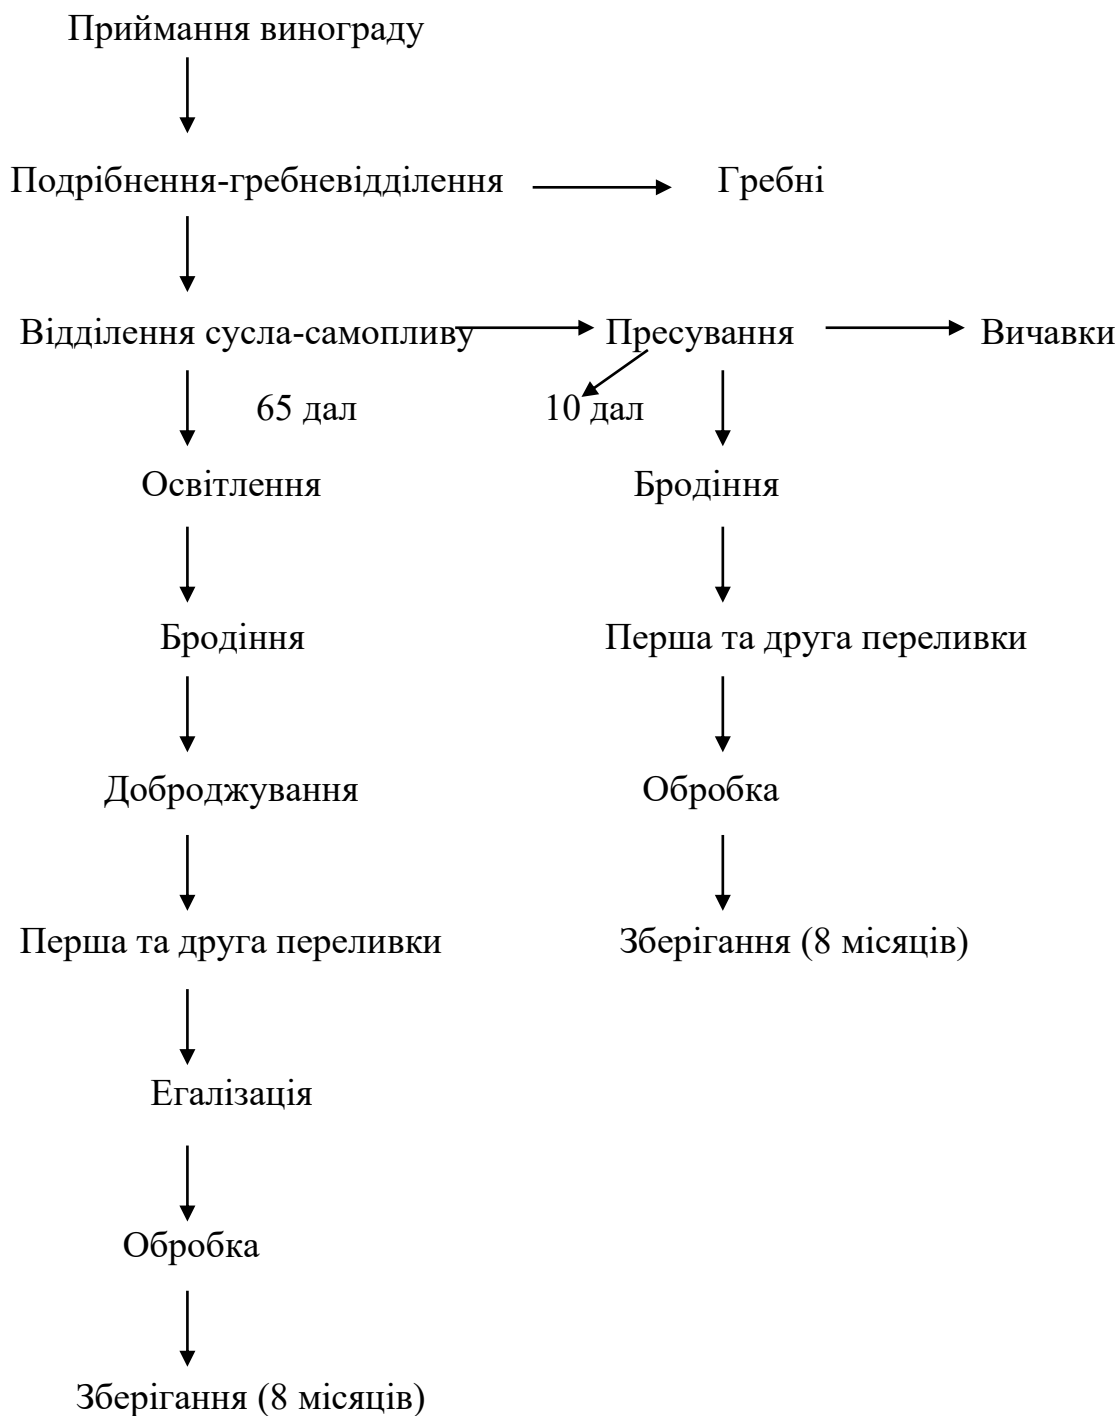 Приймання винограду
Подрібнення-гребневідділення Гребні
Відділення сусла-самопливу Пресування Вичавки
65 дал 10 дал
Освітлення Бродіння
Бродіння Перша та друга переливки
Доброджування Обробка
Перша та друга переливки Зберігання (8 місяців)
Егалізація
Обробка
Зберігання (8 місяців)